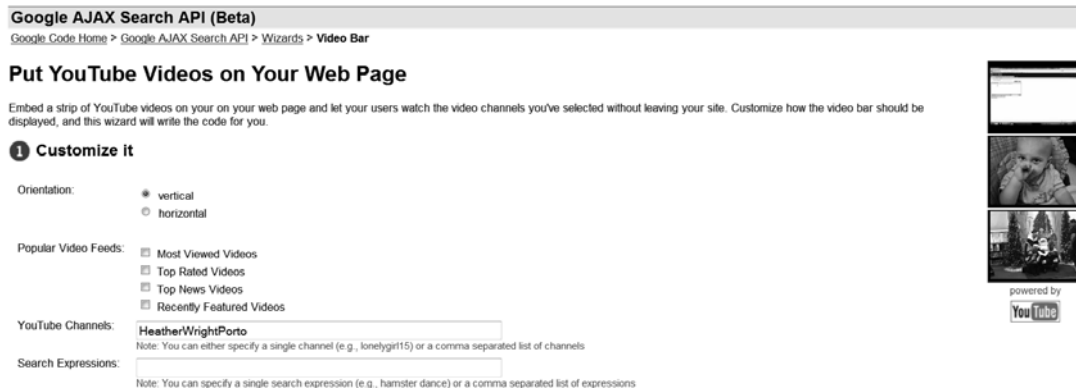 Google AJAX Search API (Beta)
Google Code Home > Google AJAX Search API > Wizards > Video Bar
Put YouTube Videos on Your Web Page
Embed a strip of YouTube videos on your on your web page and let your users watch the video channels you've selected without leaving your site. Customize how the video bar should be
displayed, and this wizard will write the code for you.
1 Customize it
Orientation:
vertical
horizontal
Popular Video Feeds:
Most Viewed Videos
Top Rated Videos
Top News Videos
Recently Featured Videos
YouTube Channels:
HeatherWrightPorto
Note: You can either specify a single channel (e.g., lonelygirl15) or a comma separated list of channels
Search Expressions:
Note: You can specify a single search expression (e.g., hamster dance) or a comma separated list of expressions
powered by
YouTube